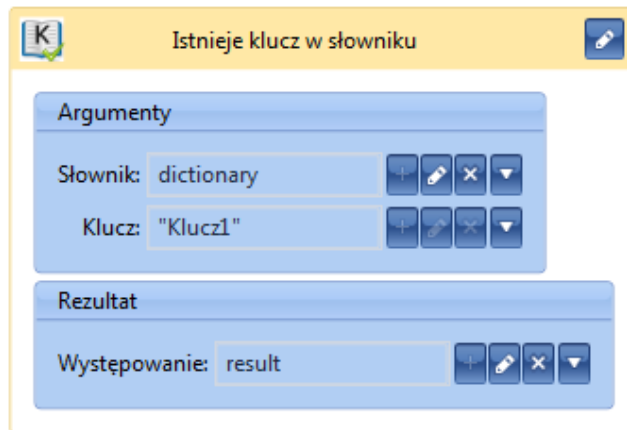 K
Istnieje klucz w słowniku
Argumenty
Słownik: dictionary
Klucz: "Klucz1"
Rezultat
Występowanie: result